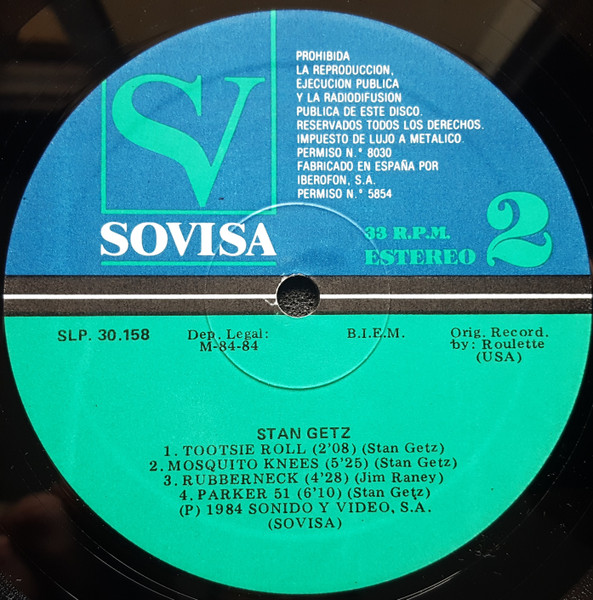 SV
SOVISA
PROHIBIDA
LA REPRODUCCION,
EJECUCION PUBLICA
Y LA RADIODIFUSION
PUBLICA DE ESTE DISCO.
RESERVADOS TODOS LOS DERECHOS.
IMPUESTO DE LUJO A METALICO.
PERMISO N.° 8030
FABRICADO EN ESPAÑA POR
IBEROFON, S.A.
PERMISO N.° 5854
33 R.P.M.
ESTEREO 2
SLP. 30.158
Dep. Legal:
M-84-84
B.I.E.M.
Orig. Record.
by: Roulette
(USA)
STAN GETZ
1. TOOTSIE ROLL (2'08) (Stan Getz)
2. MOSQUITO KNEES (5'25) (Stan Getz)
3. RUBBERNECK (4'28) (Jim Raney)
4. PARKER 51 (6'10) (Stan Getz)
(P) 1984 SONIDO Y VIDEO, S.A.
(SOVISA)